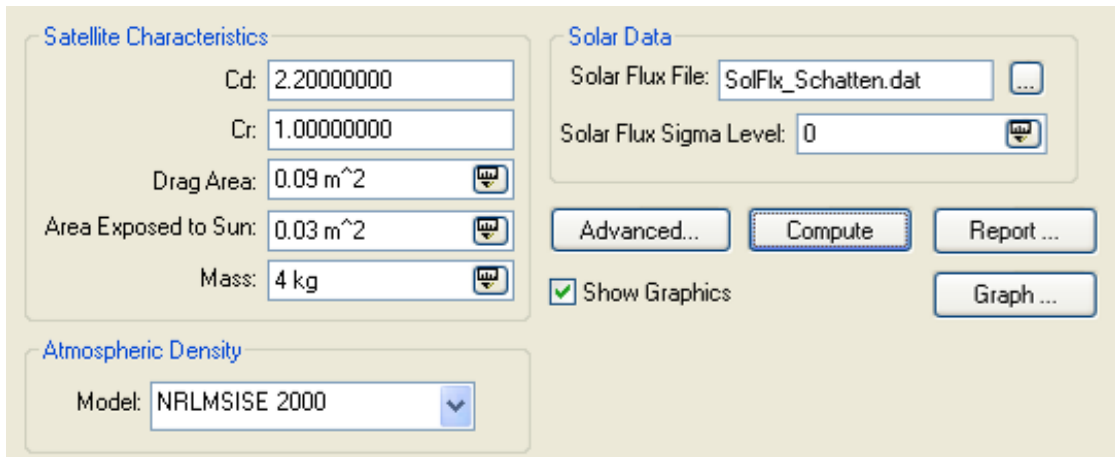 Satellite Characteristics
Cd: 2.20000000
Cr: 1.00000000
Drag Area: 0.09 m^2
Area Exposed to Sun: 0.03 m^2
Mass: 4 kg
Atmospheric Density
Model: NRLMSISE 2000
Solar Data
Solar Flux File: SolFlx_Schatten.dat ...
Solar Flux Sigma Level: 0
Advanced... Compute Report ...
Show Graphics Graph ...